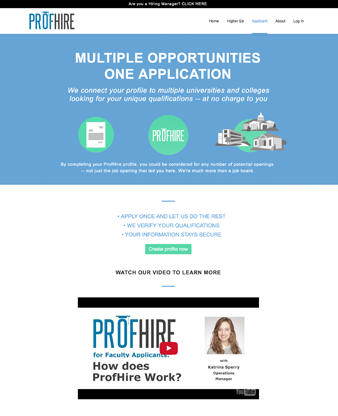 Are you a Hiring Manager? CLICK HERE
PROFHIRE
Home Higher Ed Applicant About Log In
MULTIPLE OPPORTUNITIES
ONE APPLICATION
We connect your profile to multiple universities and colleges
looking for your unique qualifications -- at no charge to you
PROFHIRE
By completing your ProfHire profile, you could be considered for any number of potential openings
-- not just the job opening that led you here. We're much more than a job board.
• APPLY ONCE AND LET US DO THE REST
• WE VERIFY YOUR QUALIFICATIONS
• YOUR INFORMATION STAYS SECURE
Create profile now
WATCH OUR VIDEO TO LEARN MORE
PROFHIRE
for Faculty Applicants:
How does
ProfHire Work?
with
Katrina Sperry
Operations
Manager
YouTube